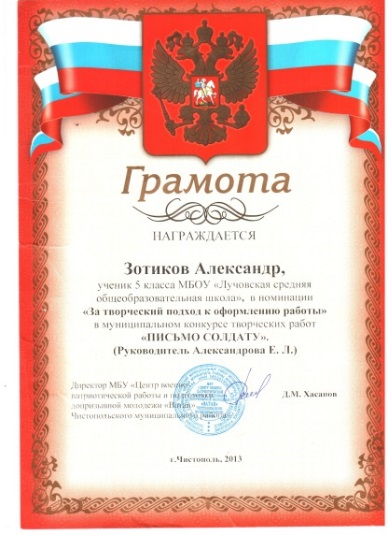 Грамота
НАГРАЖДАЕТСЯ
Зотиков Александр,
ученик 5 класса МБОУ «Лучовская средняя
общеобразовательная школа», в номинации
«За творческий подход к оформлению работы»
в муниципальном конкурсе творческих работ
«ПИСЬМО СОЛДАТУ».
(Руководитель Александрова Е. Л.)
Директор МБУ «Центр военно-
патриотической работы и подготовки
допризывной молодежи
Д.М. Хасанов
Чистопольского муниципального района
г.Чистополь, 2013